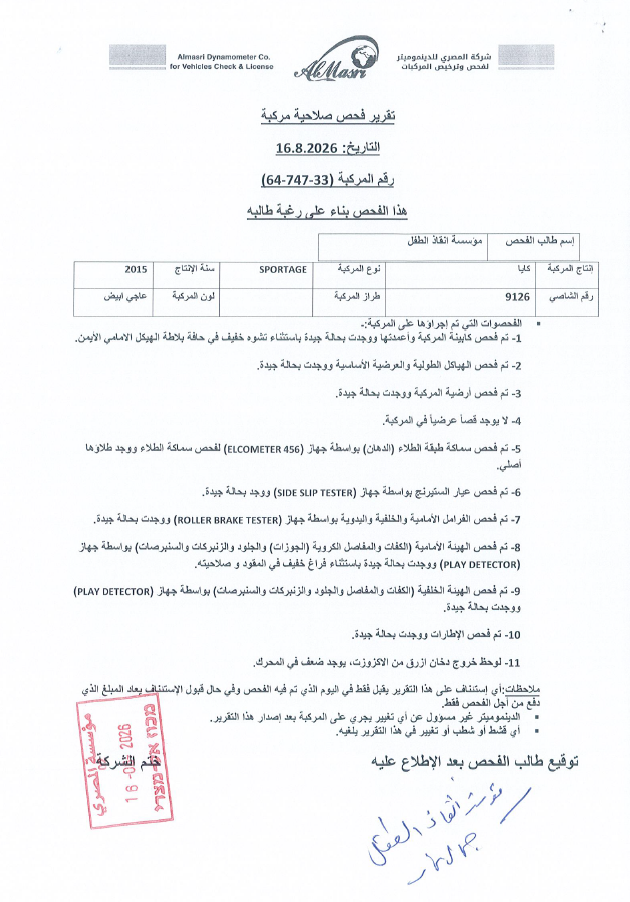 Almasri Dynamometer Co.
for Vehicles Check & License
AlMasri
شركة المصري للدينموميتر
لفحص وترخيص المركبات
تقرير فحص صلاحية مركبة
التاريخ: 16.8.2026
رقم المركبة (33-747-64)
هذا الفحص بناء على رغبة طالبه
إسم طالب الفحص مؤسسة انقاذ الطفل
إنتاج المركبة كايا نوع المركبة SPORTAGE سنة الإنتاج 2015
رقم الشاصي 9126 طراز المركبة لون المركبة عاجي ابيض
▪ الفحوصات التي تم إجراؤها على المركبة:-
1- تم فحص كابينة المركبة وأعمدتها ووجدت بحالة جيدة باستثناء تشوه خفيف في حافة بلاطة الهيكل الامامي الأيمن.
2- تم فحص الهياكل الطولية والعرضية الأساسية ووجدت بحالة جيدة.
3- تم فحص أرضية المركبة ووجدت بحالة جيدة.
4- لا يوجد قصاً عرضياً في المركبة.
5- تم فحص سماكة طبقة الطلاء (الدهان) بواسطة جهاز (ELCOMETER 456) لفحص سماكة الطلاء ووجد طلاؤها
أصلي.
6- تم فحص عيار الستيرنج بواسطة جهاز (SIDE SLIP TESTER) ووجد بحالة جيدة.
7- تم فحص الفرامل الأمامية والخلفية واليدوية بواسطة جهاز (ROLLER BRAKE TESTER) ووجدت بحالة جيدة.
8- تم فحص الهيئة الأمامية (الكفات والمفاصل الكروية (الجوزات) والجلود والزنبركات والسنبرصات) بواسطة جهاز
(PLAY DETECTOR) ووجدت بحالة جيدة باستثناء فراغ خفيف في المقود و صلاحيته.
9- تم فحص الهيئة الخلفية (الكفات والمفاصل والجلود والزنبركات والسنبرصات) بواسطة جهاز (PLAY DETECTOR)
ووجدت بحالة جيدة.
10- تم فحص الإطارات ووجدت بحالة جيدة.
11- لوحظ خروج دخان ازرق من الاكزوزت، يوجد ضعف في المحرك.
ملاحظات:أي إستئناف على هذا التقرير يقبل فقط في اليوم الذي تم فيه الفحص وفي حال قبول الإستئناف يعاد المبلغ الذي
دفع من أجل الفحص فقط.
▪ الدينوميتر غير مسؤول عن أي تغيير يجري على المركبة بعد إصدار هذا التقرير.
▪ أي قشط أو شطب أو تغيير في هذا التقرير يلغيه.
توقيع طالب الفحص بعد الإطلاع عليه
ختم الشركة
مؤسسة المصري
2026
מכון אל-מצרי
مؤسسة انقاذ الطفل